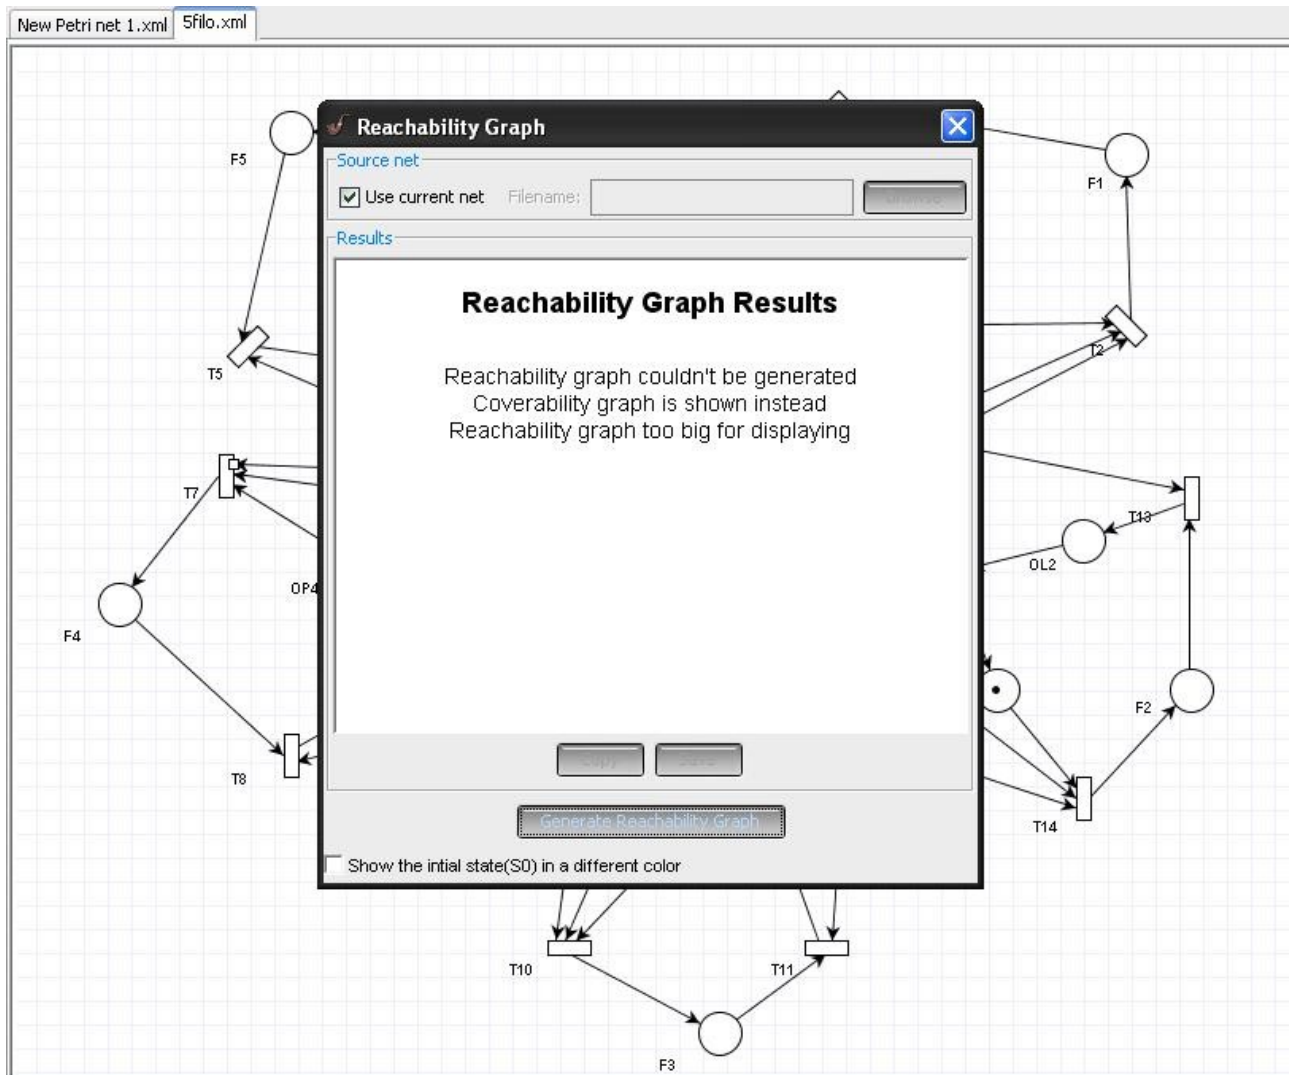 New Petri net 1.xml
5filo.xml
Reachability Graph
F5
Source net
F1
Use current net
Filename:
Browse
Results
Reachability Graph Results
T2
T5
Reachability graph couldn't be generated
Coverability graph is shown instead
Reachability graph too big for displaying
T7
T13
OL2
OP4
F4
F2
T8
Copy
Save
Generate Reachability Graph
T14
Show the intial state(S0) in a different color
T10
T11
F3